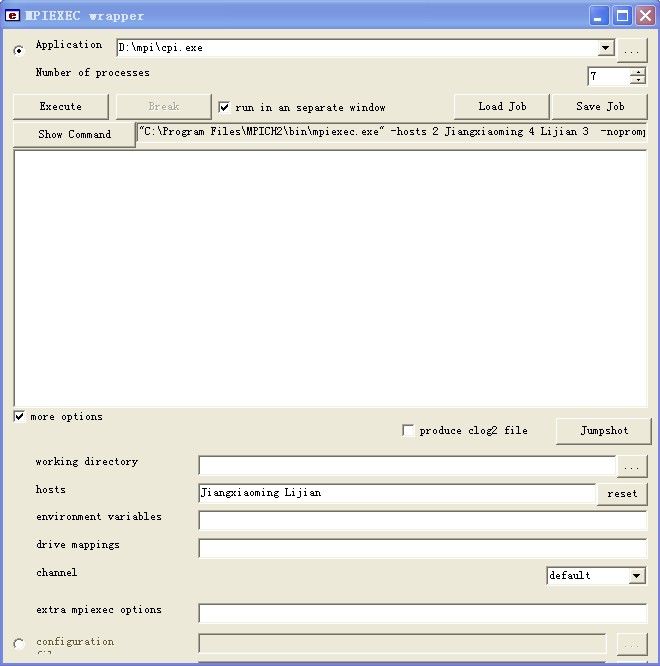 MPIEXEC wrapper
Application D:\mpi\cpi.exe ...
Number of processes 7
Execute Break run in an separate window Load Job Save Job
Show Command "C:\Program Files\MPICH2\bin\mpiexec.exe" -hosts 2 Jiangxiaoming 4 Lijian 3 -noprom
more options
produce clog2 file Jumpshot
working directory ...
hosts Jiangxiaoming Lijian reset
environment variables
drive mappings
channel default
extra mpiexec options
configuration ...